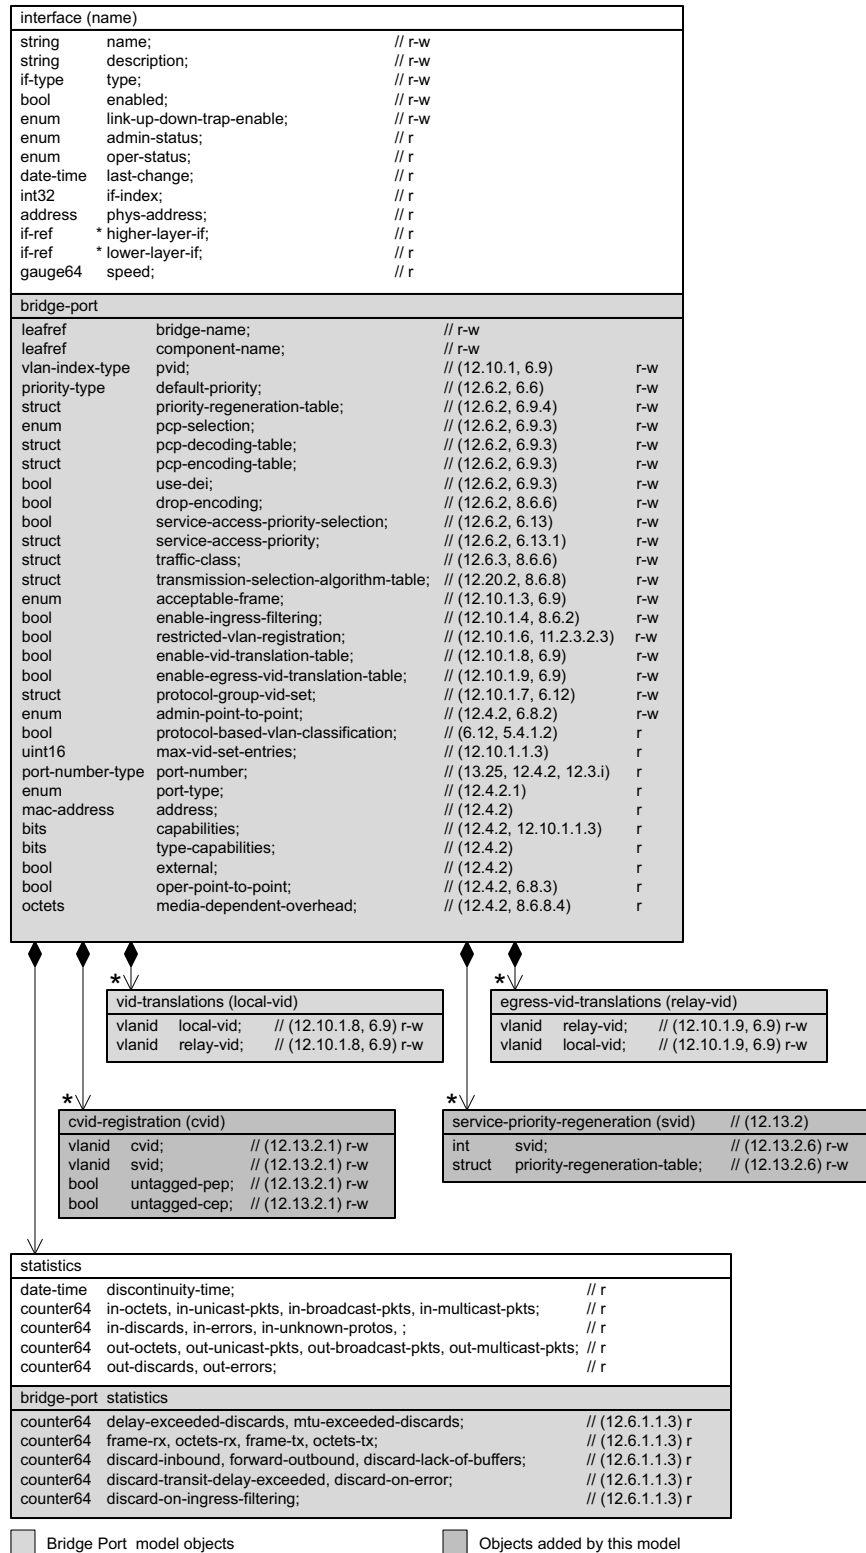 interface (name)
string name; // r-w
string description; // r-w
if-type type; // r-w
bool enabled; // r-w
enum link-up-down-trap-enable; // r-w
enum admin-status; // r
enum oper-status; // r
date-time last-change; // r
int32 if-index; // r
address phys-address; // r
if-ref * higher-layer-if; // r
if-ref * lower-layer-if; // r
gauge64 speed; // r
bridge-port
leafref bridge-name; // r-w
leafref component-name; // r-w
vlan-index-type pvid; // (12.10.1, 6.9) r-w
priority-type default-priority; // (12.6.2, 6.6) r-w
struct priority-regeneration-table; // (12.6.2, 6.9.4) r-w
enum pcp-selection; // (12.6.2, 6.9.3) r-w
struct pcp-decoding-table; // (12.6.2, 6.9.3) r-w
struct pcp-encoding-table; // (12.6.2, 6.9.3) r-w
bool use-dei; // (12.6.2, 6.9.3) r-w
bool drop-encoding; // (12.6.2, 8.6.6) r-w
bool service-access-priority-selection; // (12.6.2, 6.13) r-w
struct service-access-priority; // (12.6.2, 6.13.1) r-w
struct traffic-class; // (12.6.3, 8.6.6) r-w
struct transmission-selection-algorithm-table; // (12.20.2, 8.6.8) r-w
enum acceptable-frame; // (12.10.1.3, 6.9) r-w
bool enable-ingress-filtering; // (12.10.1.4, 8.6.2) r-w
bool restricted-vlan-registration; // (12.10.1.6, 11.2.3.2.3) r-w
bool enable-vid-translation-table; // (12.10.1.8, 6.9) r-w
bool enable-egress-vid-translation-table; // (12.10.1.9, 6.9) r-w
struct protocol-group-vid-set; // (12.10.1.7, 6.12) r-w
enum admin-point-to-point; // (12.4.2, 6.8.2) r-w
bool protocol-based-vlan-classification; // (6.12, 5.4.1.2) r
uint16 max-vid-set-entries; // (12.10.1.1.3) r
port-number-type port-number; // (13.25, 12.4.2, 12.3.i) r
enum port-type; // (12.4.2.1) r
mac-address address; // (12.4.2) r
bits capabilities; // (12.4.2, 12.10.1.1.3) r
bits type-capabilities; // (12.4.2) r
bool external; // (12.4.2) r
bool oper-point-to-point; // (12.4.2, 6.8.3) r
octets media-dependent-overhead; // (12.4.2, 8.6.8.4) r
*
vid-translations (local-vid)
vlanid local-vid; // (12.10.1.8, 6.9) r-w
vlanid relay-vid; // (12.10.1.8, 6.9) r-w
*
egress-vid-translations (relay-vid)
vlanid relay-vid; // (12.10.1.9, 6.9) r-w
vlanid local-vid; // (12.10.1.9, 6.9) r-w
*
cvid-registration (cvid)
vlanid cvid; // (12.13.2.1) r-w
vlanid svid; // (12.13.2.1) r-w
bool untagged-pep; // (12.13.2.1) r-w
bool untagged-cep; // (12.13.2.1) r-w
*
service-priority-regeneration (svid) // (12.13.2)
int svid; // (12.13.2.6) r-w
struct priority-regeneration-table; // (12.13.2.6) r-w
statistics
date-time discontinuity-time; // r
counter64 in-octets, in-unicast-pkts, in-broadcast-pkts, in-multicast-pkts; // r
counter64 in-discards, in-errors, in-unknown-protos, ; // r
counter64 out-octets, out-unicast-pkts, out-broadcast-pkts, out-multicast-pkts; // r
counter64 out-discards, out-errors; // r
bridge-port statistics
counter64 delay-exceeded-discards, mtu-exceeded-discards; // (12.6.1.1.3) r
counter64 frame-rx, octets-rx, frame-tx, octets-tx; // (12.6.1.1.3) r
counter64 discard-inbound, forward-outbound, discard-lack-of-buffers; // (12.6.1.1.3) r
counter64 discard-transit-delay-exceeded, discard-on-error; // (12.6.1.1.3) r
counter64 discard-on-ingress-filtering; // (12.6.1.1.3) r
Bridge Port model objects
Objects added by this model